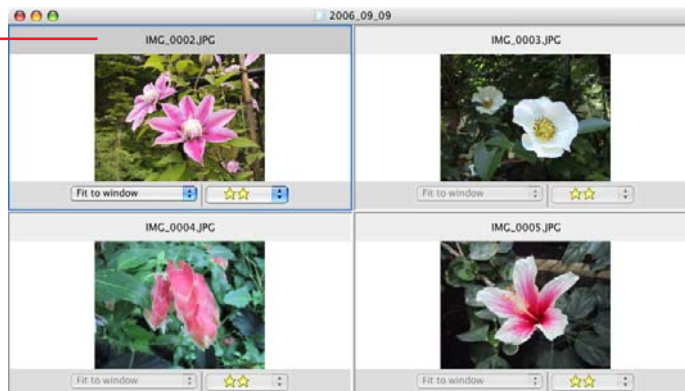 2006_09_09
IMG_0002.JPG
IMG_0003.JPG
Fit to window
Fit to window
IMG_0004.JPG
IMG_0005.JPG
Fit to window
Fit to window